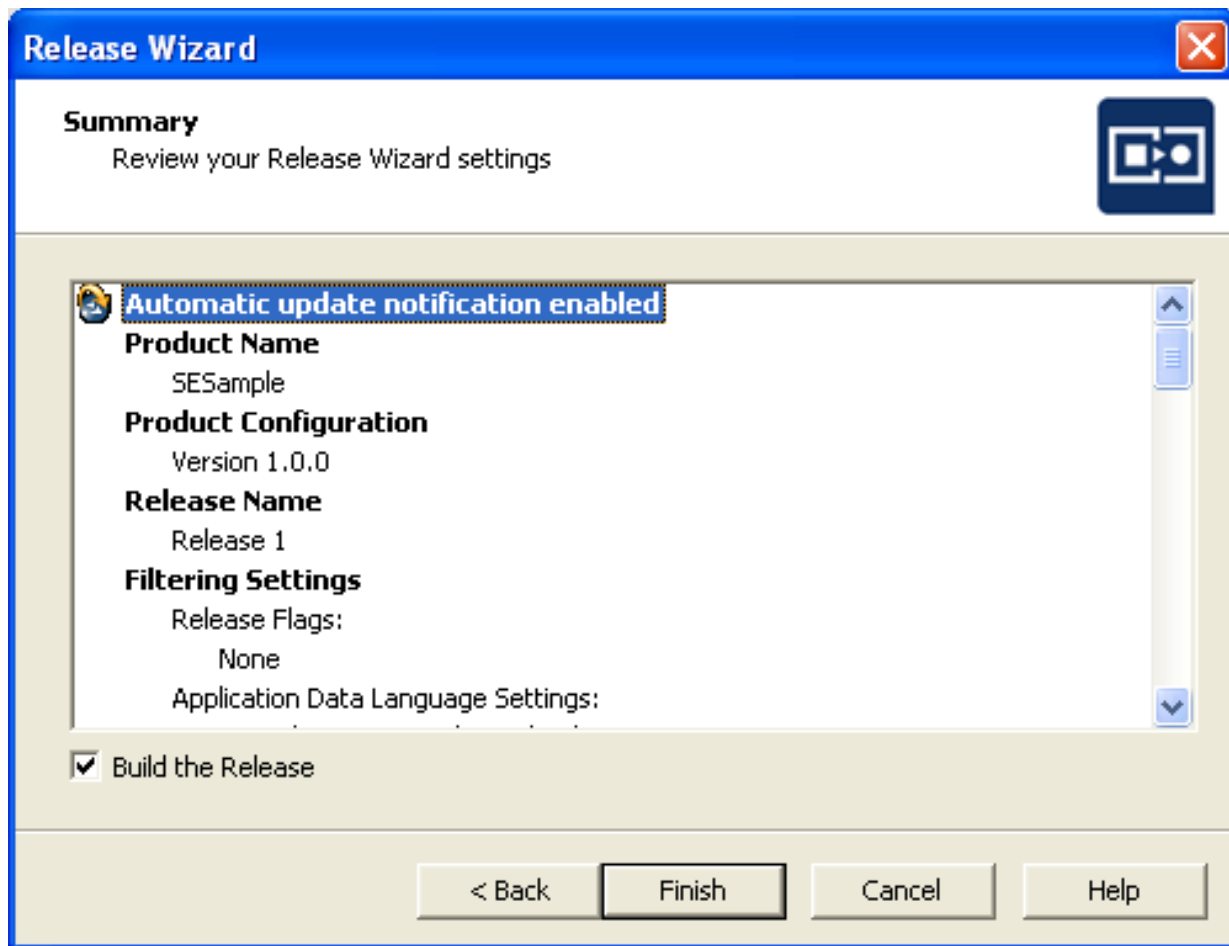 Release Wizard
Summary
Review your Release Wizard settings
Automatic update notification enabled
Product Name
SESample
Product Configuration
Version 1.0.0
Release Name
Release 1
Filtering Settings
Release Flags:
None
Application Data Language Settings:
Build the Release
< Back
Finish
Cancel
Help